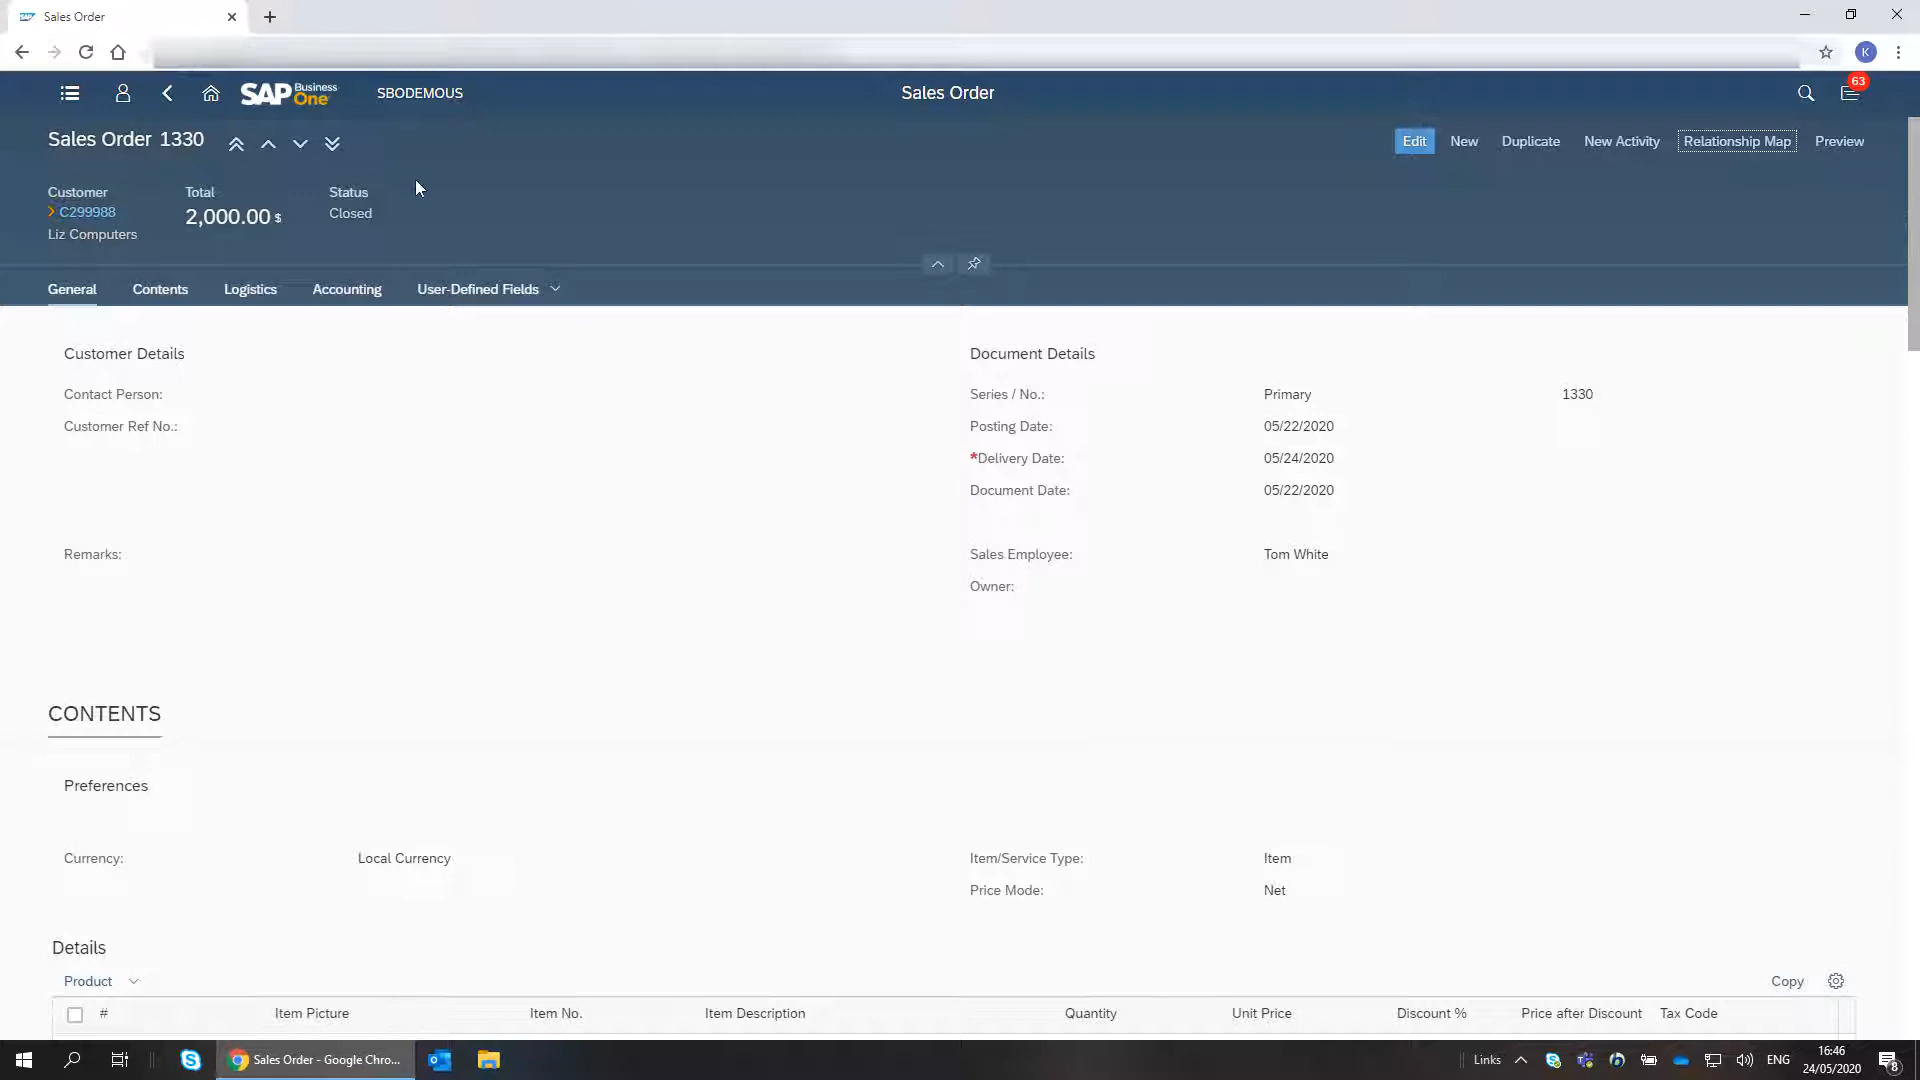 Sales Order
K
SAP Business One
SBODEMOUS
Sales Order
63
Sales Order 1330
Edit New Duplicate New Activity Relationship Map Preview
Customer
Total
Status
C299988
2,000.00 $
Closed
Liz Computers
General Contents Logistics Accounting User-Defined Fields
Customer Details
Contact Person:
Customer Ref No.:
Remarks:
Document Details
Series / No.: Primary 1330
Posting Date: 05/22/2020
*Delivery Date: 05/24/2020
Document Date: 05/22/2020
Sales Employee: Tom White
Owner:
CONTENTS
Preferences
Currency: Local Currency
Item/Service Type: Item
Price Mode: Net
Details
Product
Copy
# Item Picture Item No. Item Description Quantity Unit Price Discount % Price after Discount Tax Code
Sales Order - Google Chro...
Links
ENG
16:46
24/05/2020
8